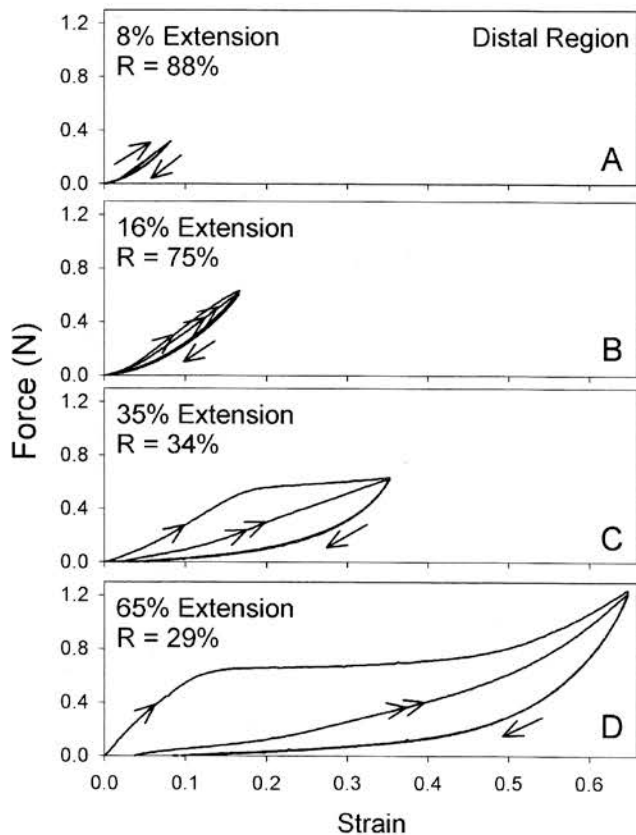 1.2
8% Extension
Distal Region
R = 88%
0.8
0.4
A
0.0
1.2
16% Extension
R = 75%
0.8
0.4
B
0.0
Force (N)
1.2
35% Extension
R = 34%
0.8
0.4
C
0.0
1.2
65% Extension
R = 29%
0.8
0.4
D
0.0
0.0 0.1 0.2 0.3 0.4 0.5 0.6
Strain